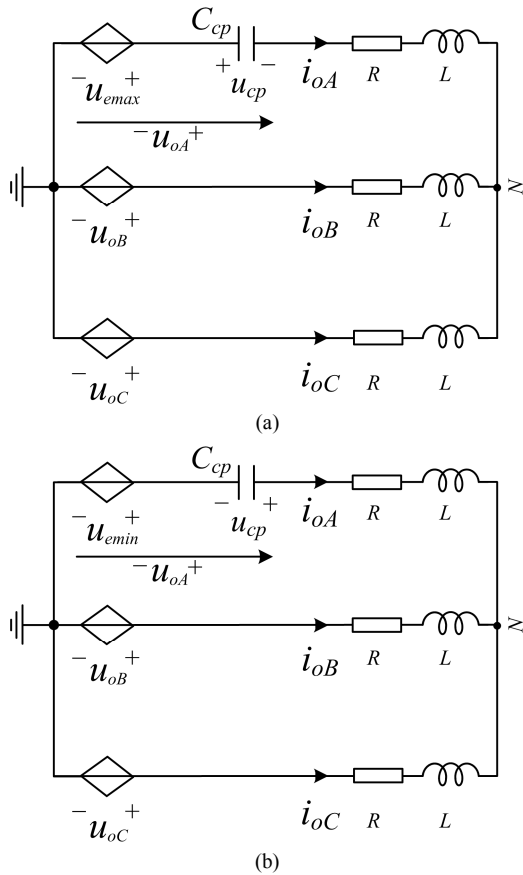 C_cp
− u_emax + + u_cp − i_oA R L
− u_oA +
N
− u_oB + i_oB R L
− u_oC + i_oC R L
(a)
C_cp
− u_emin + − u_cp + i_oA R L
− u_oA +
N
− u_oB + i_oB R L
− u_oC + i_oC R L
(b)